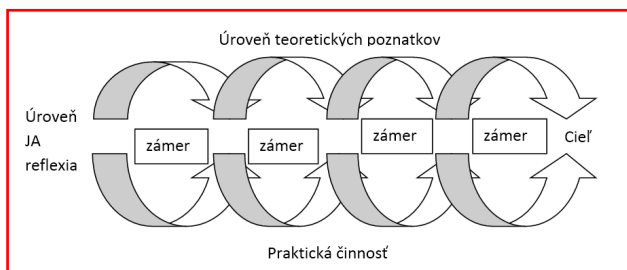 Úroveň teoretických poznatkov
Úroveň
JA
reflexia
zámer
zámer
zámer
zámer
Cieľ
Praktická činnosť